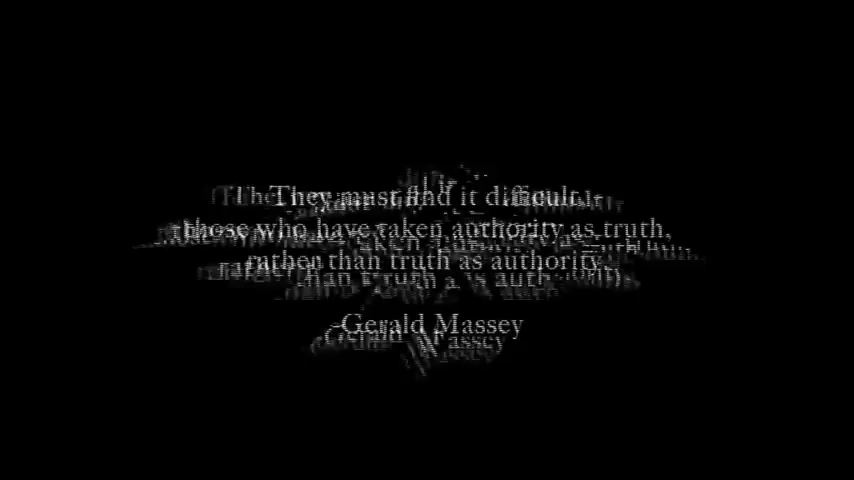 They must find it difficult,
those who have taken authority as truth,
rather than truth as authority.
-Gerald Massey